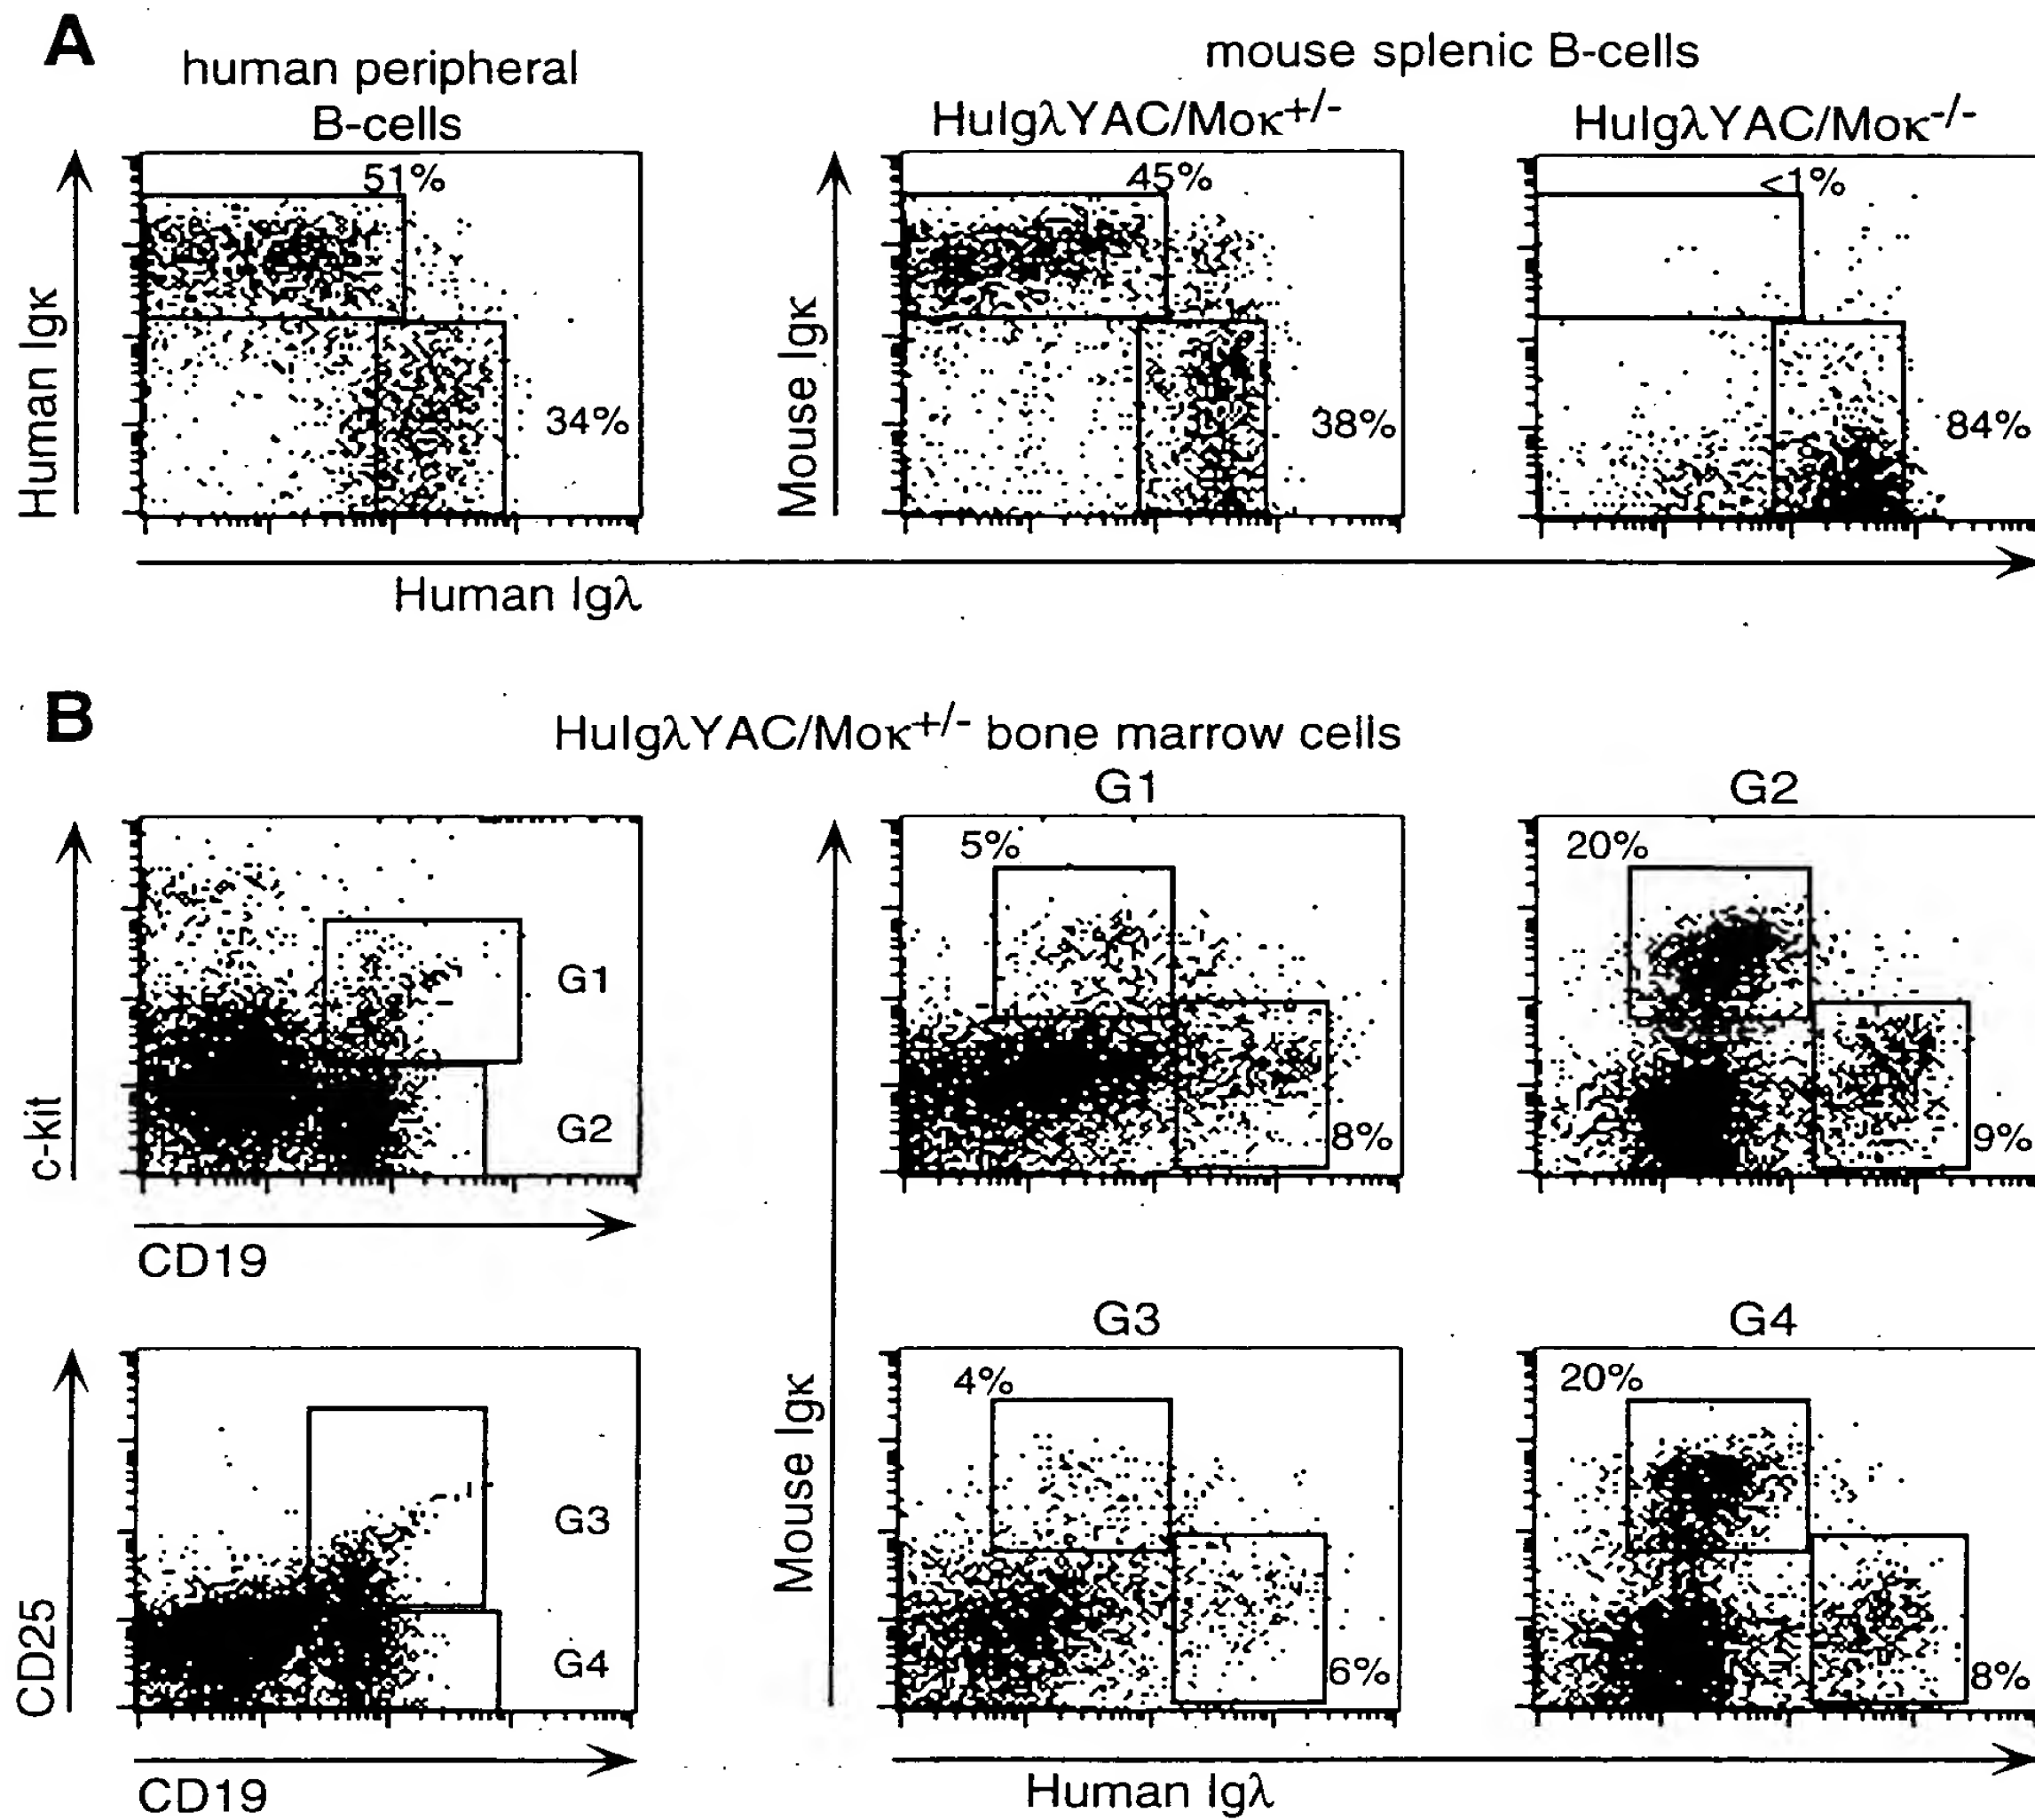 A
human peripheral
B-cells
mouse splenic B-cells
HuIgλYAC/Moκ+/-
HuIgλYAC/Moκ-/-
51%
45%
<1%
34%
38%
84%
Human Igκ
Mouse Igκ
Human Igλ
B
HuIgλYAC/Moκ+/- bone marrow cells
G1
G2
5%
20%
G1
G2
8%
9%
c-kit
CD19
G3
G4
4%
20%
G3
G4
6%
8%
CD25
Mouse Igκ
CD19
Human Igλ